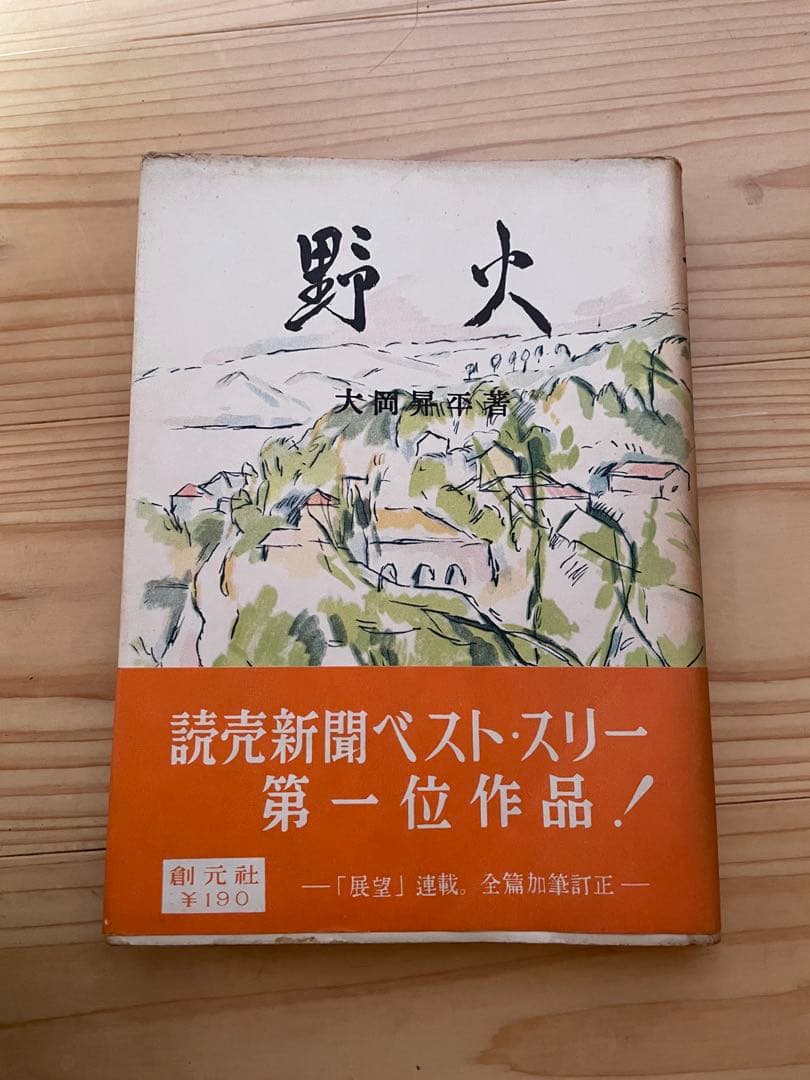 野火
大岡昇平著
読売新聞ベスト・スリー
第一位作品!
創元社
¥190
―「展望」連載。全篇加筆訂正―